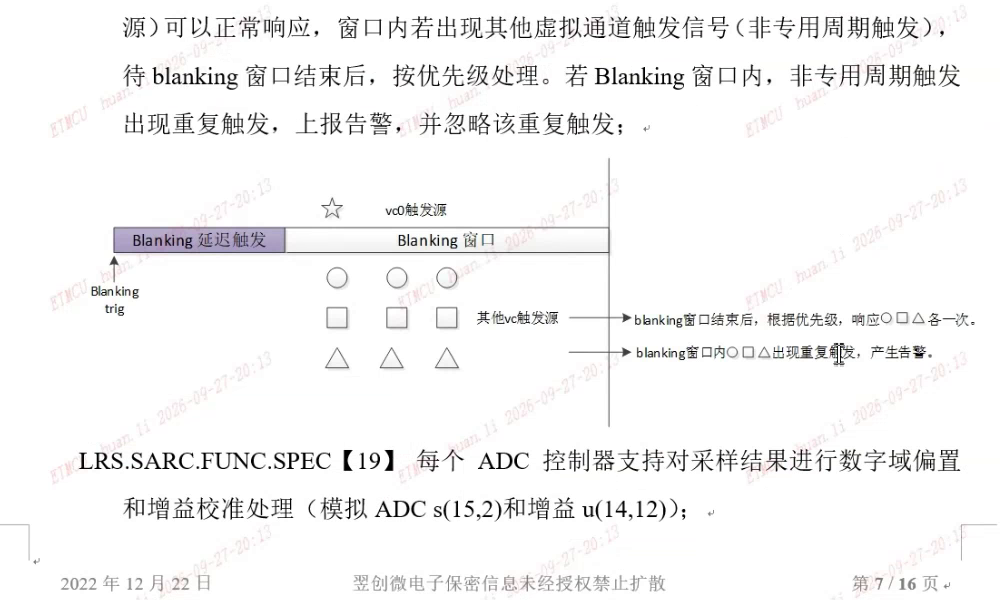 源）可以正常响应，窗口内若出现其他虚拟通道触发信号（非专用周期触发），
待 blanking 窗口结束后，按优先级处理。若 Blanking 窗口内，非专用周期触发
出现重复触发，上报告警，并忽略该重复触发；
vc0触发源
Blanking 延迟触发
Blanking 窗口
Blanking
trig
其他vc触发源
blanking窗口结束后，根据优先级，响应○□△各一次。
blanking窗口内○□△出现重复触发，产生告警。
LRS.SARC.FUNC.SPEC【19】 每个 ADC 控制器支持对采样结果进行数字域偏置
和增益校准处理（模拟 ADC s(15,2)和增益 u(14,12)）；
2022 年 12 月 22 日
翌创微电子保密信息未经授权禁止扩散
第 7 / 16 页
ETMCU huan.li 2026-09-27-20:13